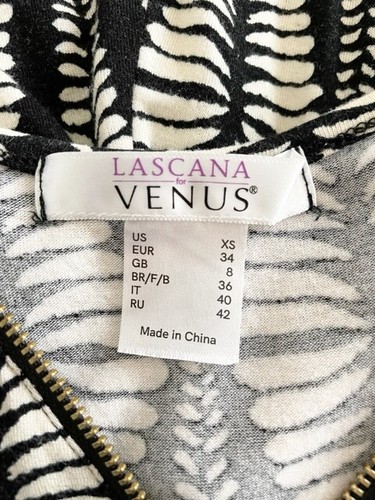 LASCANA
for
VENUS®
US XS
EUR 34
GB 8
BR/F/B 36
IT 40
RU 42
Made in China